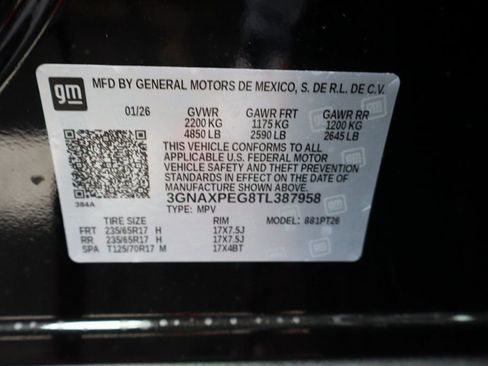 gm
MFD BY GENERAL MOTORS DE MEXICO, S. DE R.L. DE C.V.
01/26 GVWR GAWR FRT GAWR RR
2200 KG 1175 KG 1200 KG
4850 LB 2590 LB 2645 LB
THIS VEHICLE CONFORMS TO ALL
APPLICABLE U.S. FEDERAL MOTOR
VEHICLE SAFETY AND THEFT PREVENTION
STANDARDS IN EFFECT ON THE DATE OF
MANUFACTURE SHOWN ABOVE.
384A 3GNAXPEG8TL387958
TYPE: MPV MODEL: 881PT26
TIRE SIZE RIM
FRT 235/65R17 H 17X7.5J
RR 235/65R17 H 17X7.5J
SPA T125/70R17 M 17X4BT